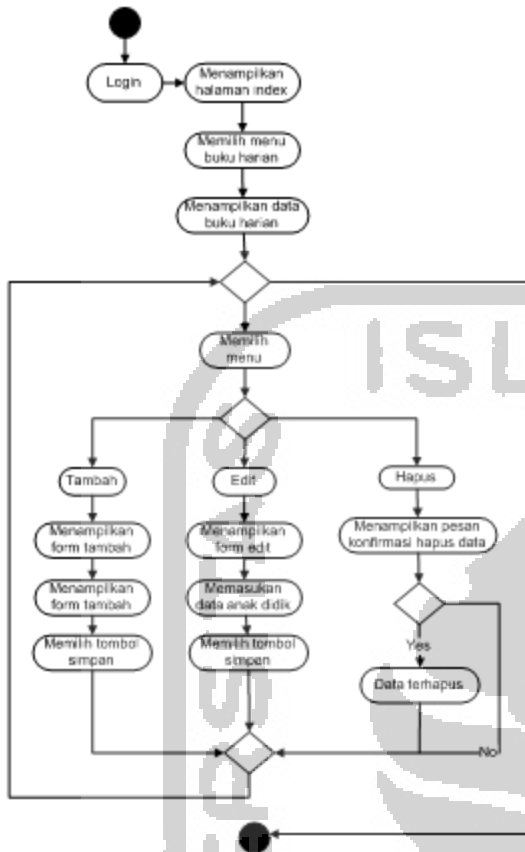 Login
Menampilkan
halaman index
Memilih menu
buku harian
Menampilkan data
buku harian
Memilih
menu
Tambah
Menampilkan
form tambah
Menampilkan
form tambah
Memilih tombol
simpan
Edit
Menampilkan
form edit
Memasukan
data anak didik
Memilih tombol
simpan
Hapus
Menampilkan pesan
konfirmasi hapus data
Yes
Data terhapus
No
ISL